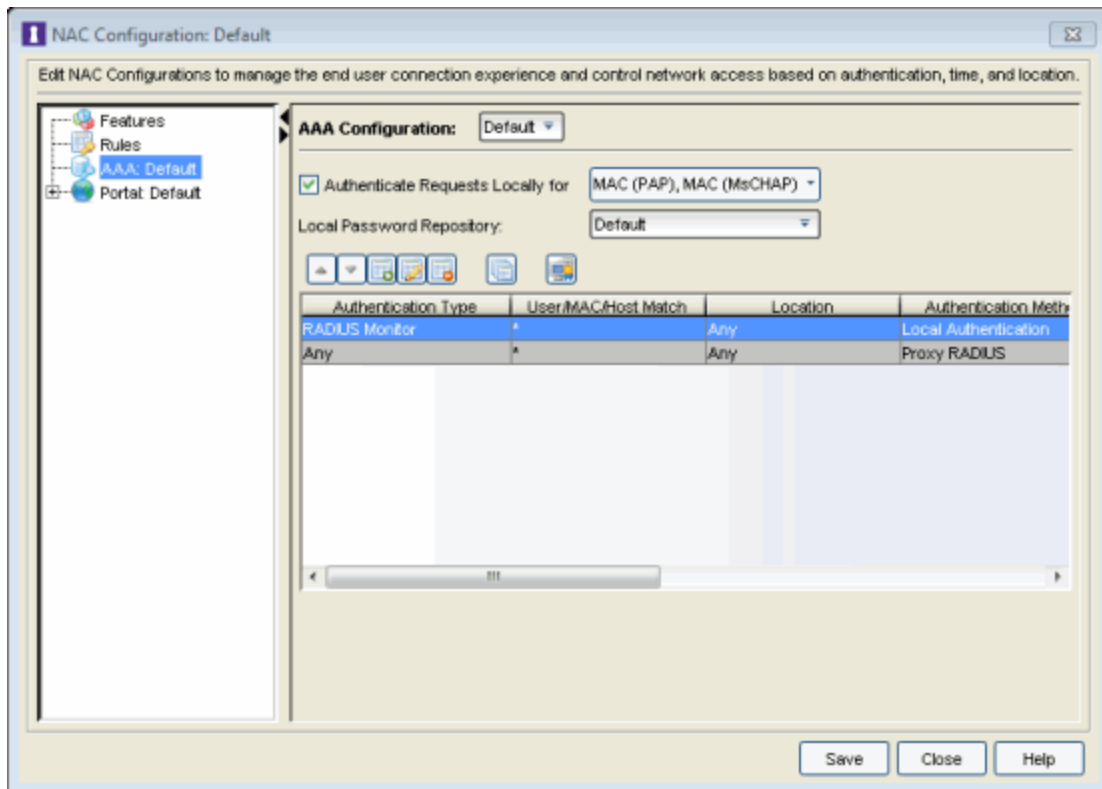 NAC Configuration: Default
Edit NAC Configurations to manage the end user connection experience and control network access based on authentication, time, and location.
Features
Rules
AAA: Default
Portal: Default
AAA Configuration: Default
Authenticate Requests Locally for MAC (PAP), MAC (MsCHAP)
Local Password Repository: Default
Authentication Type User/MAC/Host Match Location Authentication Meth
RADIUS Monitor * Any Local Authentication
Any * Any Proxy RADIUS
Save Close Help